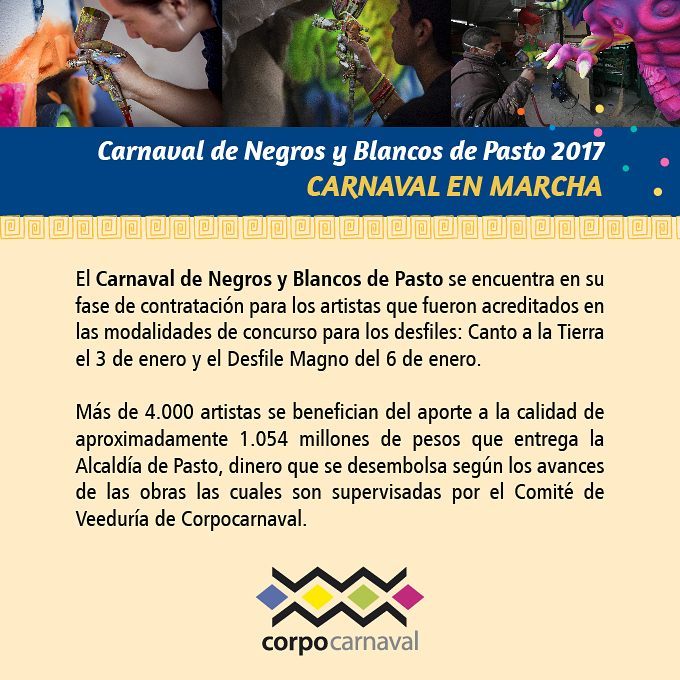 Carnaval de Negros y Blancos de Pasto 2017
CARNAVAL EN MARCHA
El Carnaval de Negros y Blancos de Pasto se encuentra en su
fase de contratación para los artistas que fueron acreditados en
las modalidades de concurso para los desfiles: Canto a la Tierra
el 3 de enero y el Desfile Magno del 6 de enero.
Más de 4.000 artistas se benefician del aporte a la calidad de
aproximadamente 1.054 millones de pesos que entrega la
Alcaldía de Pasto, dinero que se desembolsa según los avances
de las obras las cuales son supervisadas por el Comité de
Veeduría de Corpocarnaval.
corpocarnaval